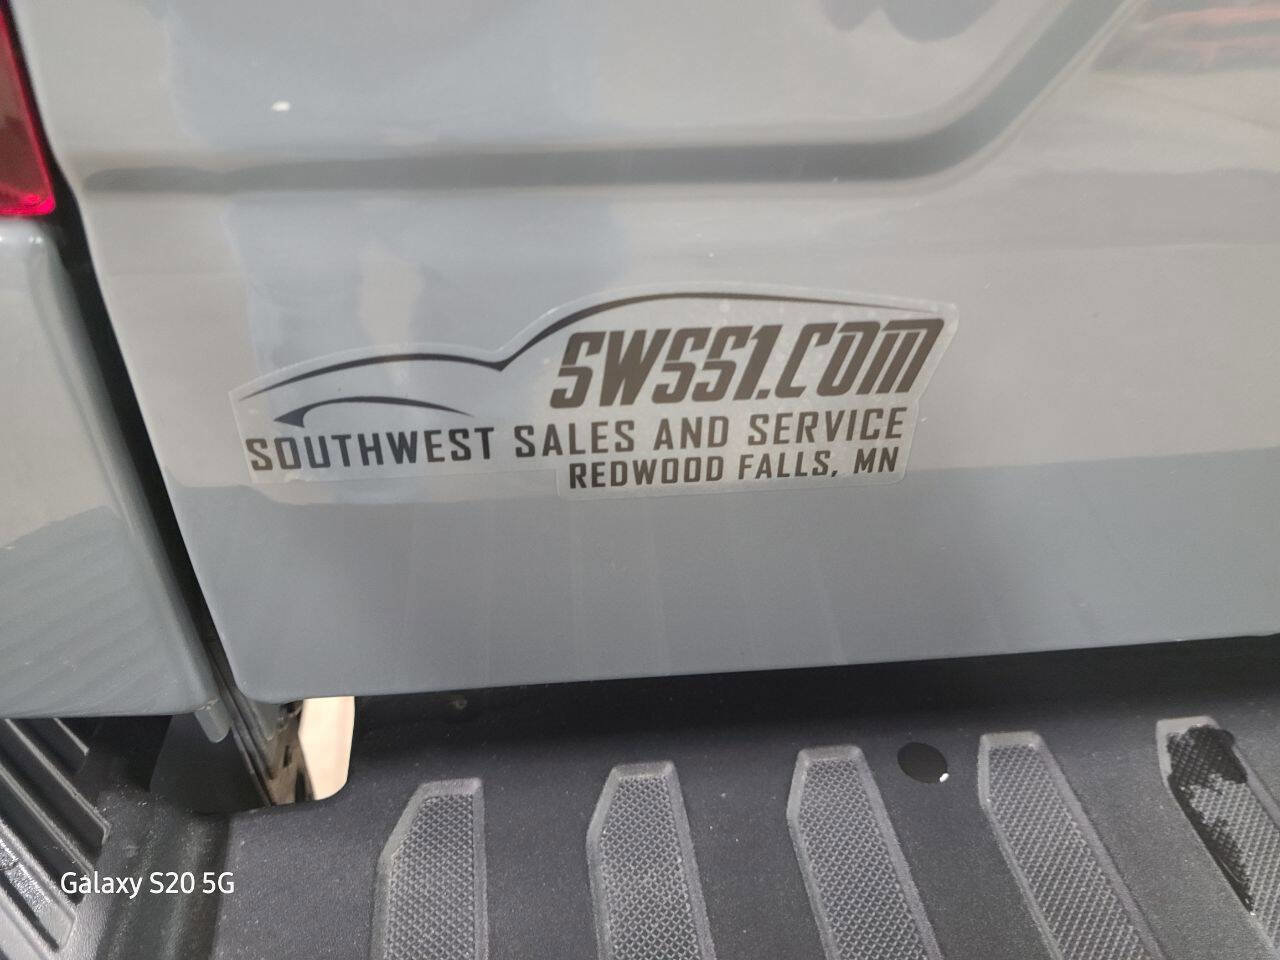 SWSS1.COM
SOUTHWEST SALES AND SERVICE
REDWOOD FALLS, MN
Galaxy S20 5G